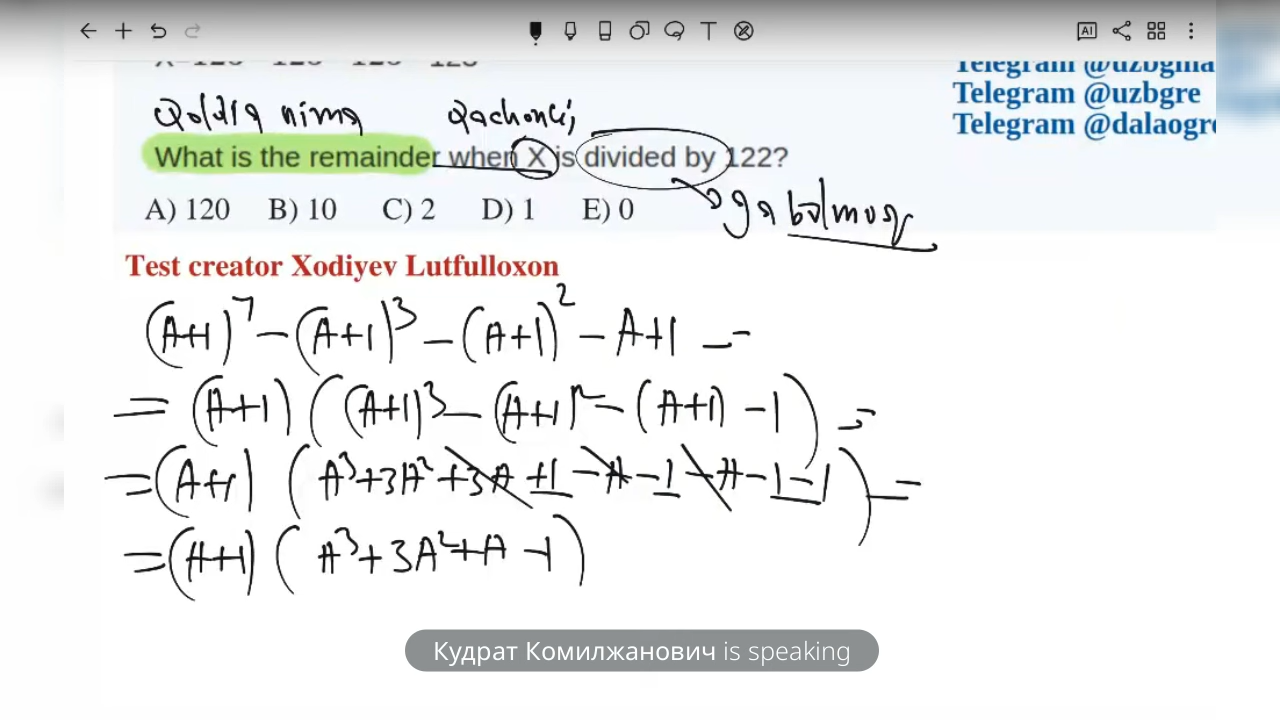 Telegram @uzbgre
Telegram @dalaogr
Qoldiq nima Qachonki;
What is the remainder when X is divided by 122?
A) 120 B) 10 C) 2 D) 1 E) 0
ga bo'lmoq
Test creator Xodiyev Lutfulloxon
(A+1)^7 - (A+1)^3 - (A+1)^2 - A+1 =
= (A+1) ((A+1)^3 - (A+1)^2 - (A+1) - 1) =
= (A+1) (A^3+3A^2+3A+1-A-1-A-1-1) =
= (A+1) (A^3+3A^2+A-1)
Кудрат Комилжанович is speaking